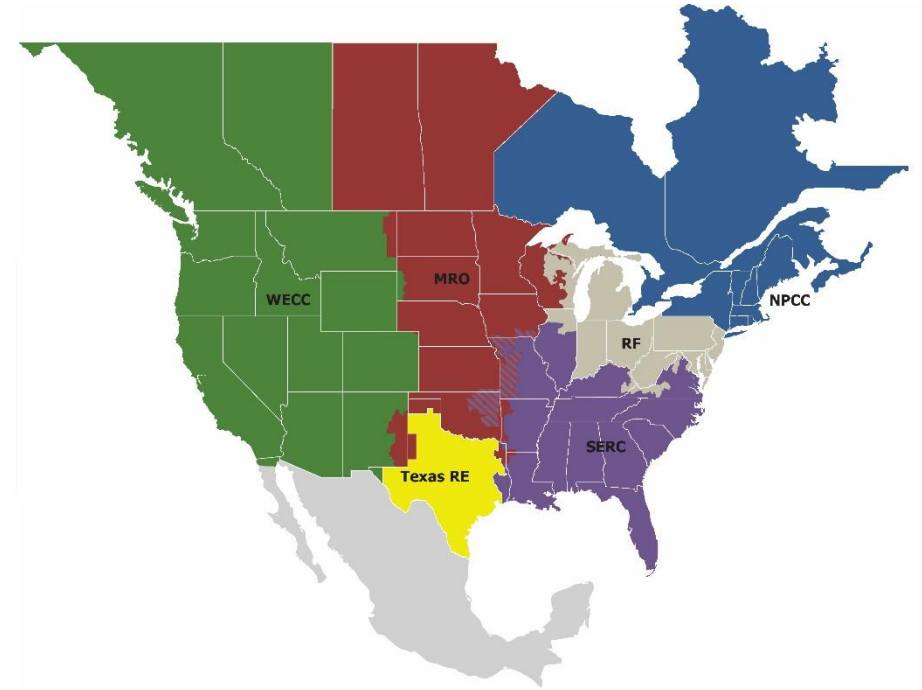 MRO
WECC
NPCC
RF
SERC
Texas RE